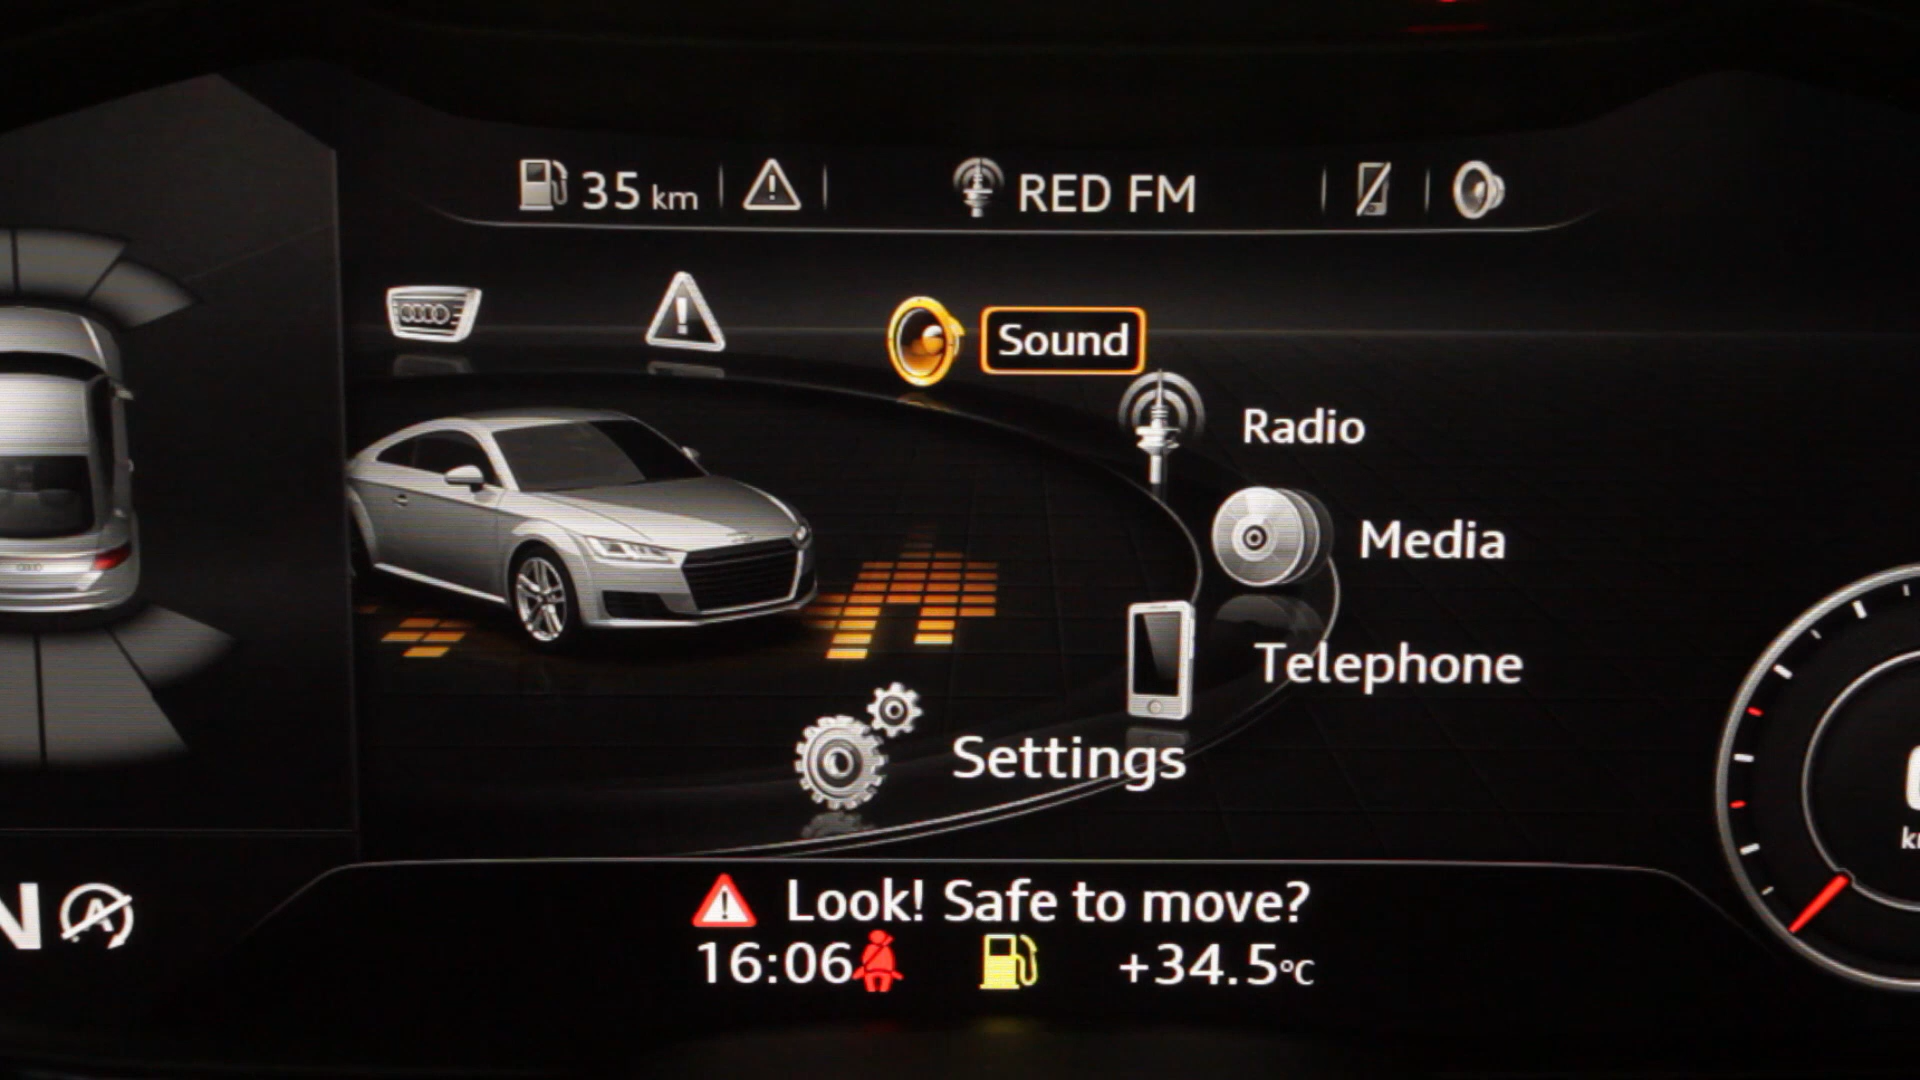 35 km
RED FM
Sound
Radio
Media
Telephone
Settings
N
Look! Safe to move?
16:06
+34.5°C